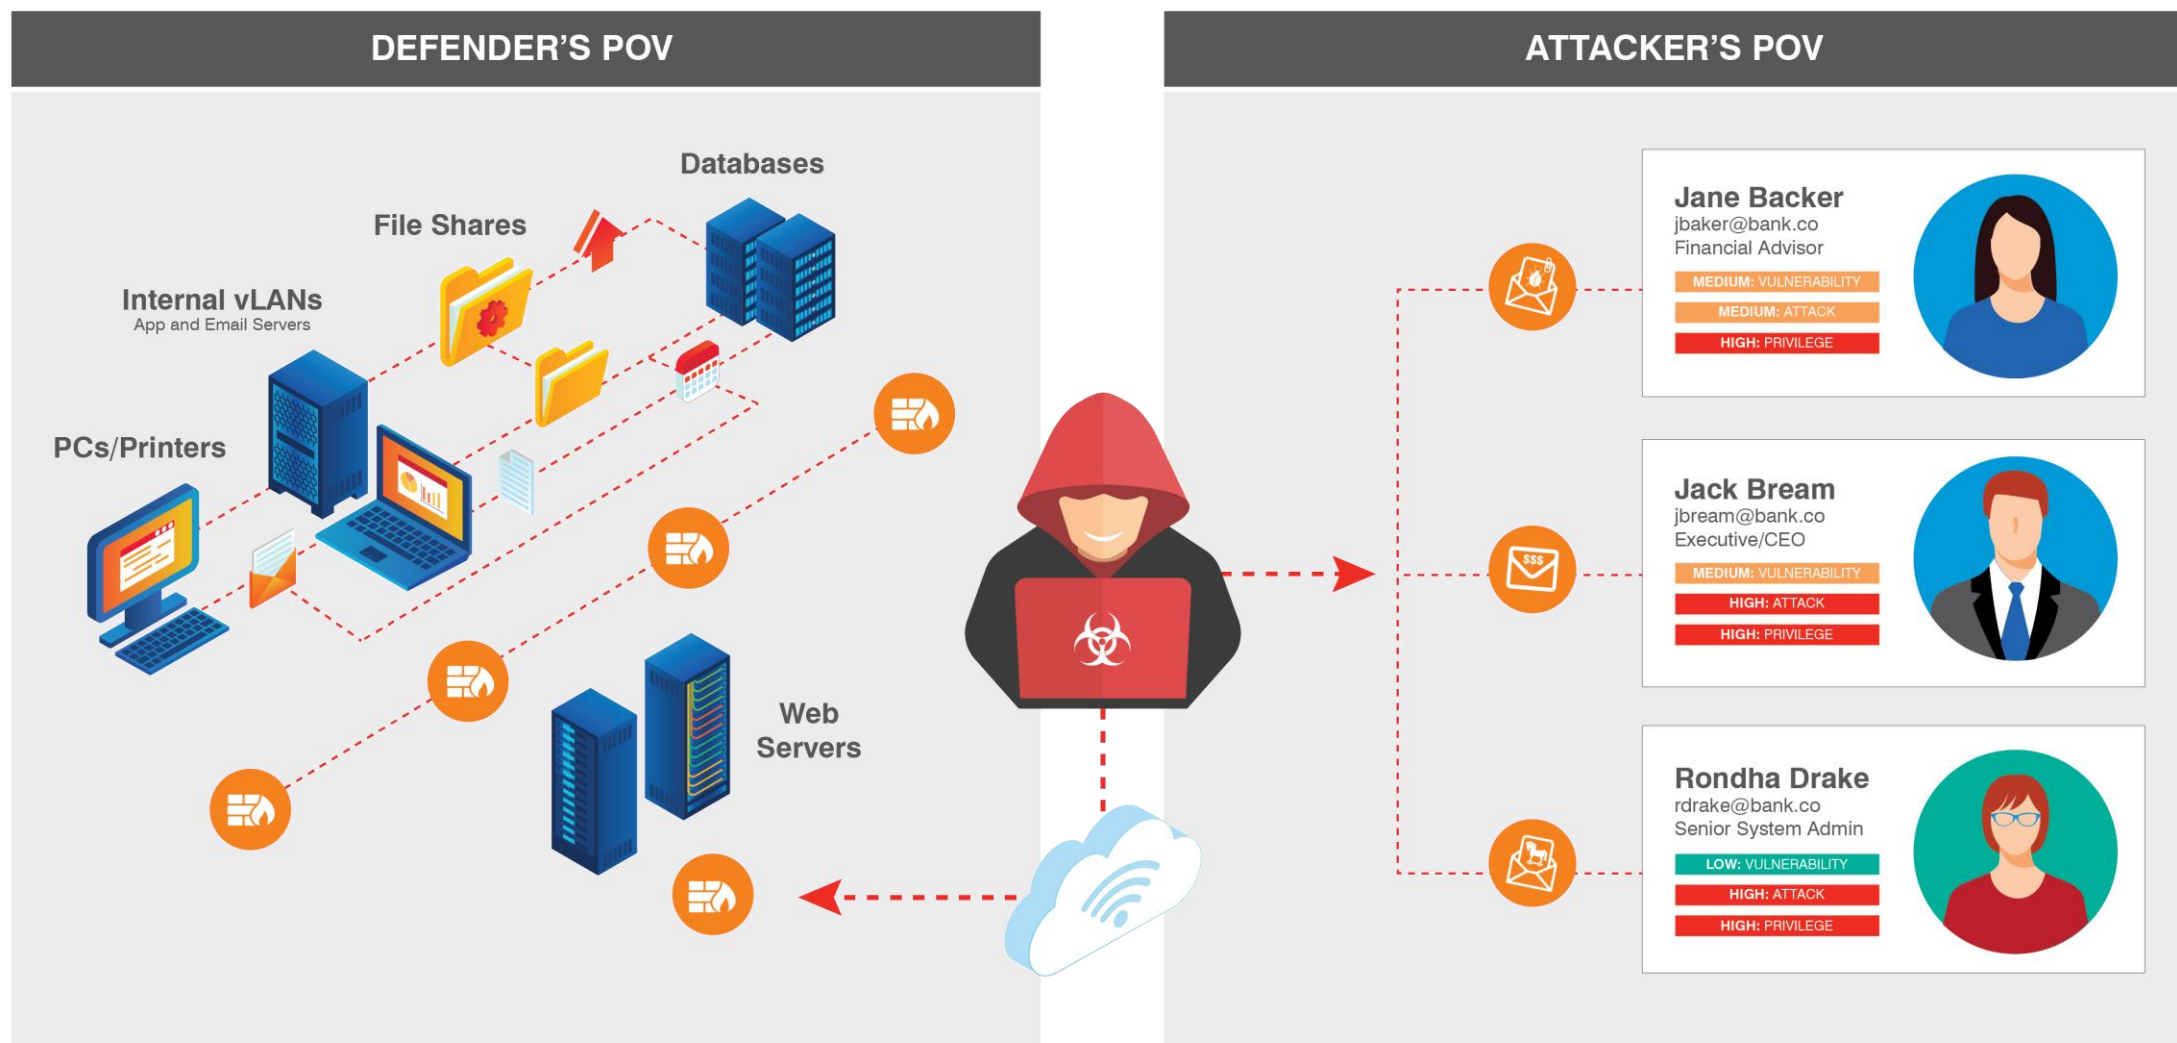 DEFENDER'S POV
Databases
File Shares
Internal vLANs
App and Email Servers
PCs/Printers
Web
Servers
ATTACKER'S POV
Jane Backer
jbaker@bank.co
Financial Advisor
MEDIUM: VULNERABILITY
MEDIUM: ATTACK
HIGH: PRIVILEGE
$$$
Jack Bream
jbream@bank.co
Executive/CEO
MEDIUM: VULNERABILITY
HIGH: ATTACK
HIGH: PRIVILEGE
Rondha Drake
rdrake@bank.co
Senior System Admin
LOW: VULNERABILITY
HIGH: ATTACK
HIGH: PRIVILEGE